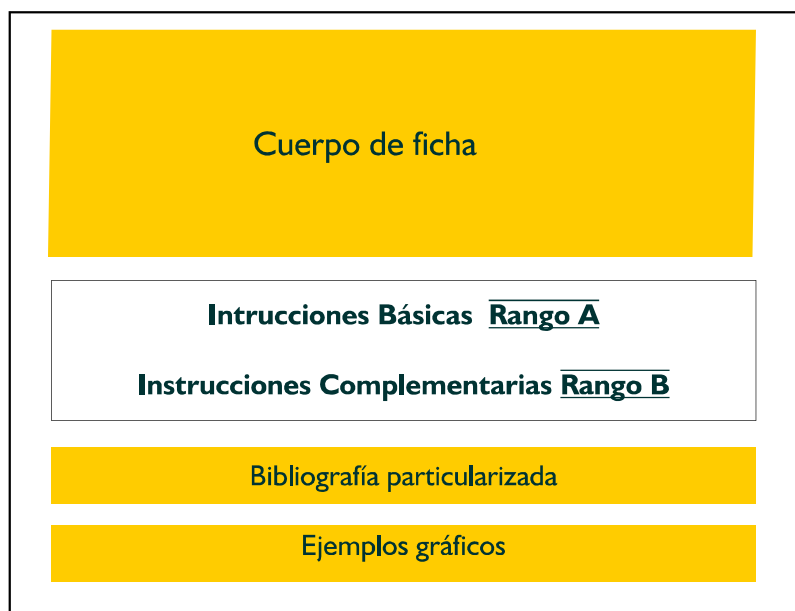 Cuerpo de ficha
Intrucciones Básicas Rango A
Instrucciones Complementarias Rango B
Bibliografía particularizada
Ejemplos gráficos